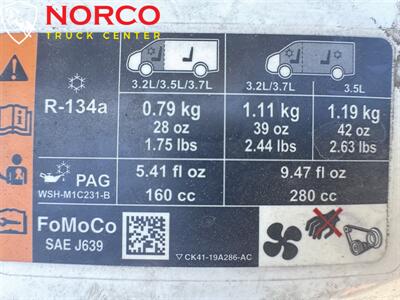 NORCO
TRUCK CENTER
3.2L/3.5L/3.7L 3.2L/3.7L 3.5L
R-134a 0.79 kg 1.11 kg 1.19 kg
28 oz 39 oz 42 oz
1.75 lbs 2.44 lbs 2.63 lbs
PAG 5.41 fl oz 9.47 fl oz
WSH-M1C231-B 160 cc 280 cc
FoMoCo
SAE J639
CK41-19A286-AC